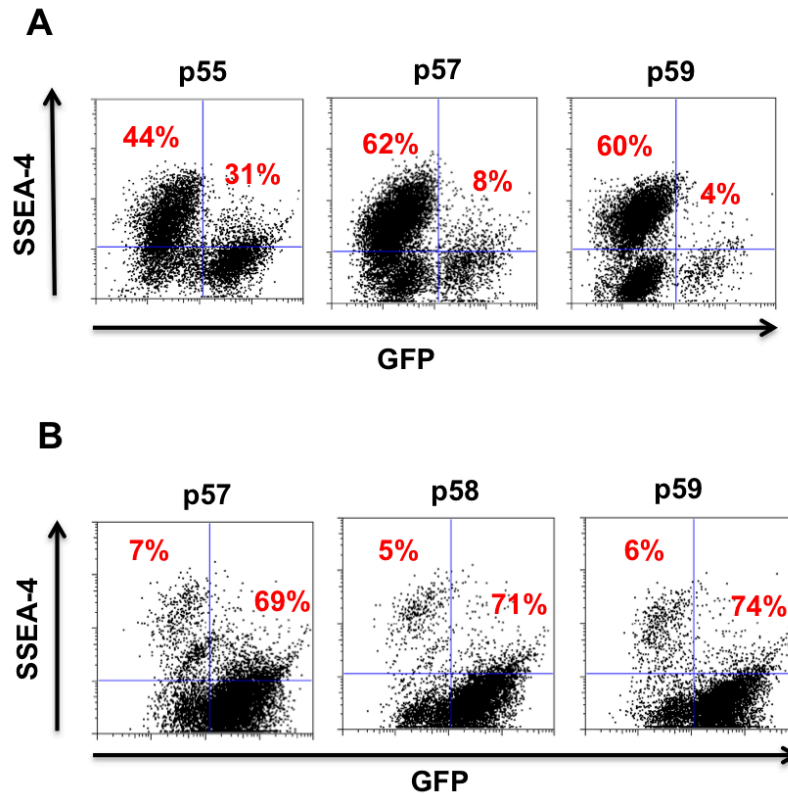 A
p55 p57 p59
SSEA-4
44% 31% 62% 8% 60% 4%
GFP
B
p57 p58 p59
SSEA-4
7% 69% 5% 71% 6% 74%
GFP